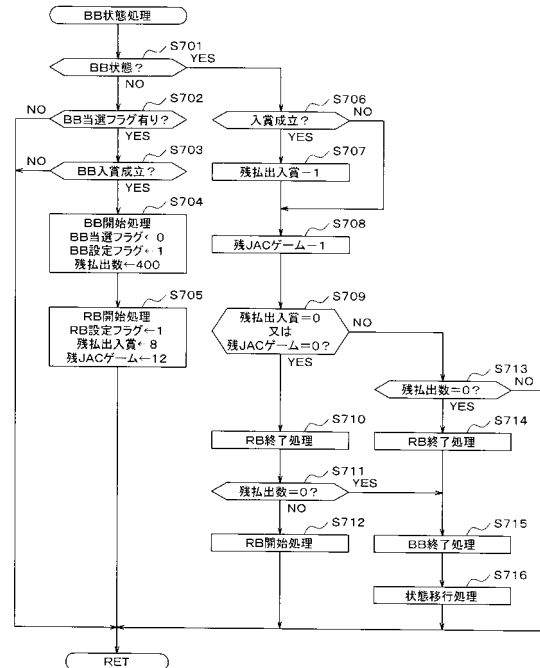 BB状態処理
S701
BB状態?
YES
NO
S702
NO
BB当選フラグ有り?
YES
S703
NO
BB入賞成立?
YES
S704
BB開始処理
BB当選フラグ←0
BB設定フラグ←1
残払出数←400
S705
RB開始処理
RB設定フラグ←1
残払出入賞←8
残JACゲーム←12
S706
入賞成立?
NO
YES
S707
残払出入賞-1
S708
残JACゲーム-1
S709
残払出入賞=0
又は
残JACゲーム=0?
NO
YES
S713
残払出数=0?
NO
YES
S710
RB終了処理
S714
RB終了処理
S711
残払出数=0?
YES
NO
S712
RB開始処理
S715
BB終了処理
S716
状態移行処理
RET